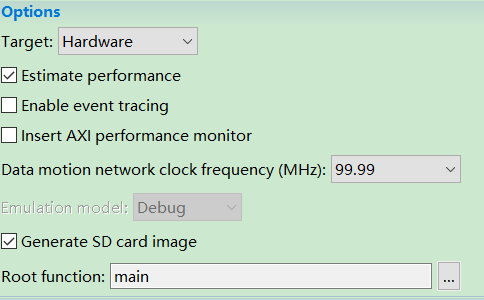 Options
Target: Hardware
Estimate performance
Enable event tracing
Insert AXI performance monitor
Data motion network clock frequency (MHz): 99.99
Emulation model: Debug
Generate SD card image
Root function: main ...